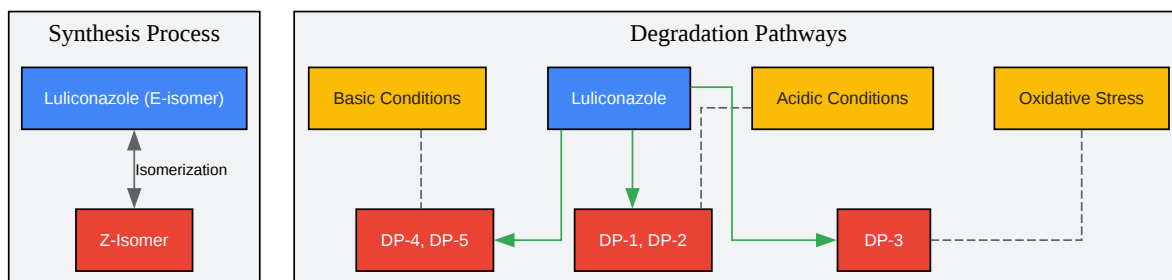 Synthesis Process
Luliconazole (E-isomer)
Isomerization
Z-Isomer
Degradation Pathways
Basic Conditions
Luliconazole
Acidic Conditions
Oxidative Stress
DP-4, DP-5
DP-1, DP-2
DP-3